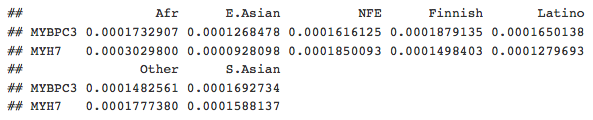 ##              Afr      E.Asian          NFE      Finnish       Latino
## MYBPC3 0.0001732907 0.0001268478 0.0001616125 0.0001879135 0.0001650138
## MYH7   0.0003029800 0.0000928098 0.0001850093 0.0001498403 0.0001279693
##            Other      S.Asian
## MYBPC3 0.0001482561 0.0001692734
## MYH7   0.0001777380 0.0001588137